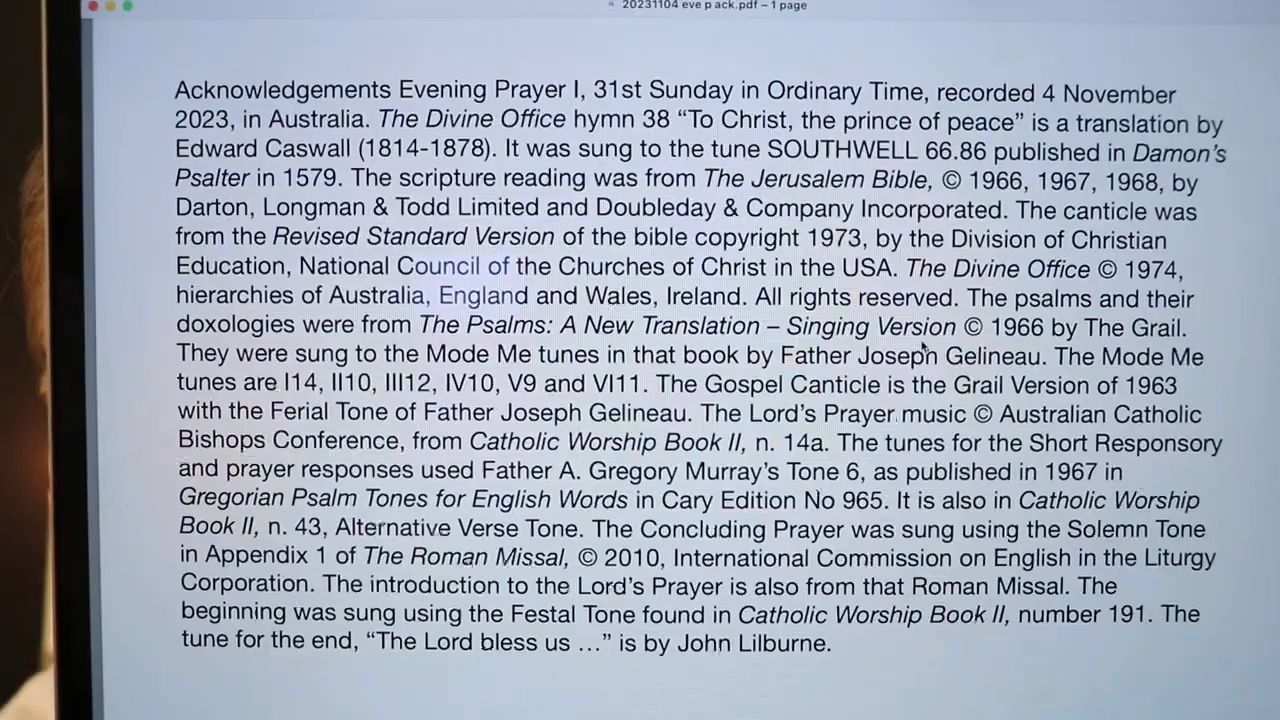 20231104 eve p ack.pdf – 1 page
Acknowledgements Evening Prayer I, 31st Sunday in Ordinary Time, recorded 4 November
2023, in Australia. The Divine Office hymn 38 “To Christ, the prince of peace” is a translation by
Edward Caswall (1814-1878). It was sung to the tune SOUTHWELL 66.86 published in Damon’s
Psalter in 1579. The scripture reading was from The Jerusalem Bible, © 1966, 1967, 1968, by
Darton, Longman & Todd Limited and Doubleday & Company Incorporated. The canticle was
from the Revised Standard Version of the bible copyright 1973, by the Division of Christian
Education, National Council of the Churches of Christ in the USA. The Divine Office © 1974,
hierarchies of Australia, England and Wales, Ireland. All rights reserved. The psalms and their
doxologies were from The Psalms: A New Translation – Singing Version © 1966 by The Grail.
They were sung to the Mode Me tunes in that book by Father Joseph Gelineau. The Mode Me
tunes are I14, II10, III12, IV10, V9 and VI11. The Gospel Canticle is the Grail Version of 1963
with the Ferial Tone of Father Joseph Gelineau. The Lord’s Prayer music © Australian Catholic
Bishops Conference, from Catholic Worship Book II, n. 14a. The tunes for the Short Responsory
and prayer responses used Father A. Gregory Murray’s Tone 6, as published in 1967 in
Gregorian Psalm Tones for English Words in Cary Edition No 965. It is also in Catholic Worship
Book II, n. 43, Alternative Verse Tone. The Concluding Prayer was sung using the Solemn Tone
in Appendix 1 of The Roman Missal, © 2010, International Commission on English in the Liturgy
Corporation. The introduction to the Lord’s Prayer is also from that Roman Missal. The
beginning was sung using the Festal Tone found in Catholic Worship Book II, number 191. The
tune for the end, “The Lord bless us …” is by John Lilburne.